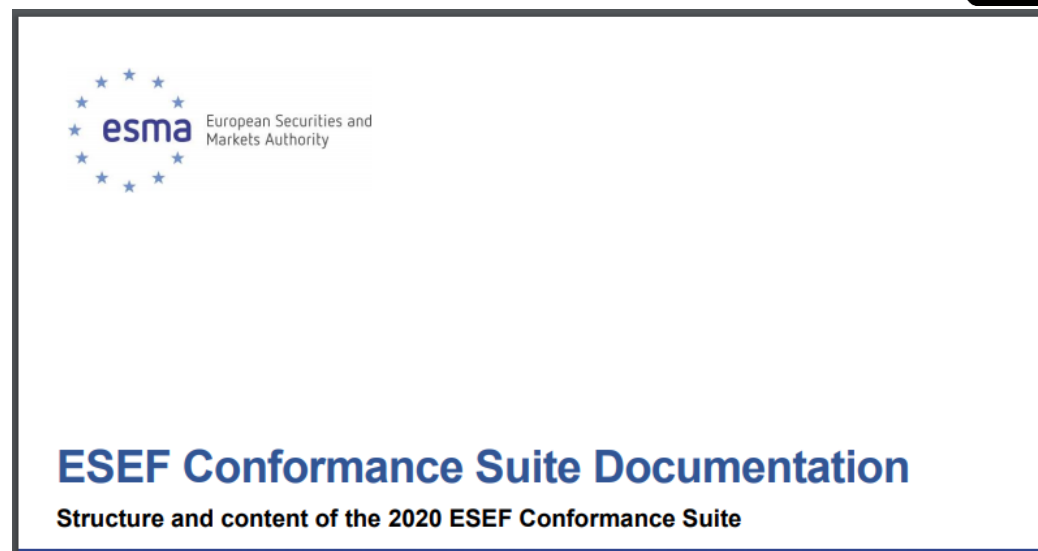 esma
European Securities and
Markets Authority
ESEF Conformance Suite Documentation
Structure and content of the 2020 ESEF Conformance Suite